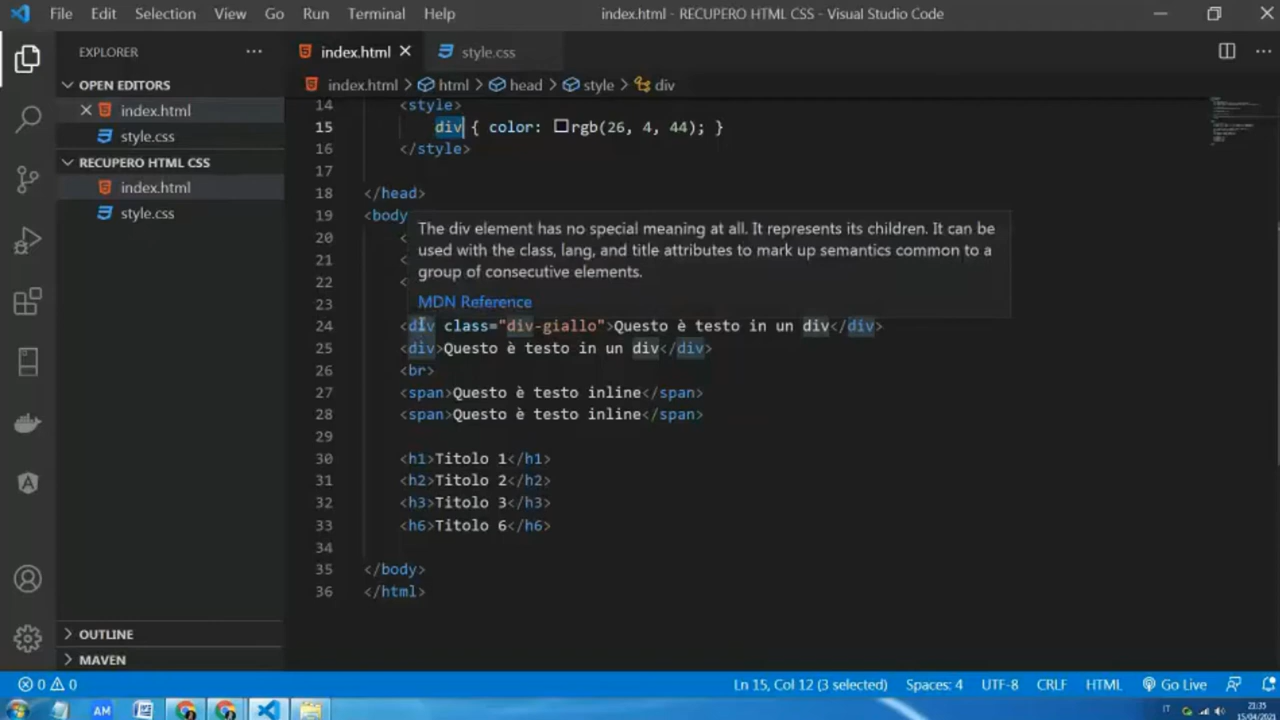 File Edit Selection View Go Run Terminal Help
index.html - RECUPERO HTML CSS - Visual Studio Code
EXPLORER
OPEN EDITORS
index.html
style.css
RECUPERO HTML CSS
index.html
style.css
OUTLINE
MAVEN
index.html
style.css
index.html > html > head > style > div
14 <style>
15 div { color: rgb(26, 4, 44); }
16 </style>
17
18 </head>
19 <body
20 <
21 <
22 <
23
The div element has no special meaning at all. It represents its children. It can be
used with the class, lang, and title attributes to mark up semantics common to a
group of consecutive elements.
MDN Reference
24 <div class="div-giallo">Questo è testo in un div</div>
25 <div>Questo è testo in un div</div>
26 <br>
27 <span>Questo è testo inline</span>
28 <span>Questo è testo inline</span>
29
30 <h1>Titolo 1</h1>
31 <h2>Titolo 2</h2>
32 <h3>Titolo 3</h3>
33 <h6>Titolo 6</h6>
34
35 </body>
36 </html>
0 0
Ln 15, Col 12 (3 selected) Spaces: 4 UTF-8 CRLF HTML Go Live
AM
IT
21:35
15/04/2021